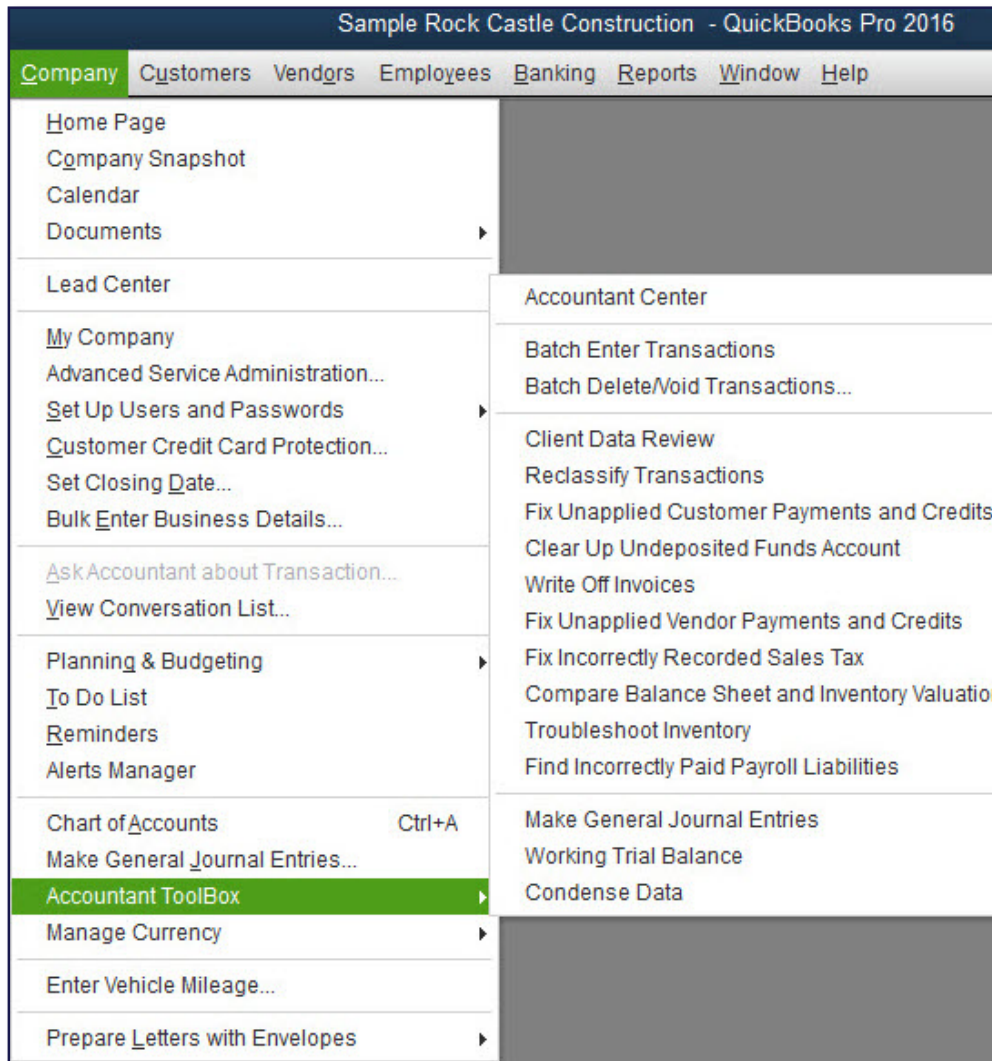 Sample Rock Castle Construction - QuickBooks Pro 2016
Company Customers Vendors Employees Banking Reports Window Help
Home Page
Company Snapshot
Calendar
Documents
Lead Center
My Company
Advanced Service Administration...
Set Up Users and Passwords
Customer Credit Card Protection...
Set Closing Date...
Bulk Enter Business Details...
Ask Accountant about Transaction...
View Conversation List...
Planning & Budgeting
To Do List
Reminders
Alerts Manager
Chart of Accounts Ctrl+A
Make General Journal Entries...
Accountant ToolBox
Manage Currency
Enter Vehicle Mileage...
Prepare Letters with Envelopes
Accountant Center
Batch Enter Transactions
Batch Delete/Void Transactions...
Client Data Review
Reclassify Transactions
Fix Unapplied Customer Payments and Credits
Clear Up Undeposited Funds Account
Write Off Invoices
Fix Unapplied Vendor Payments and Credits
Fix Incorrectly Recorded Sales Tax
Compare Balance Sheet and Inventory Valuatio
Troubleshoot Inventory
Find Incorrectly Paid Payroll Liabilities
Make General Journal Entries
Working Trial Balance
Condense Data